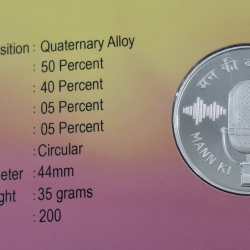 sition : Quaternary Alloy
: 50 Percent
: 40 Percent
: 05 Percent
: 05 Percent
: Circular
eter : 44mm
ght : 35 grams
: 200
मन की
MANN KI